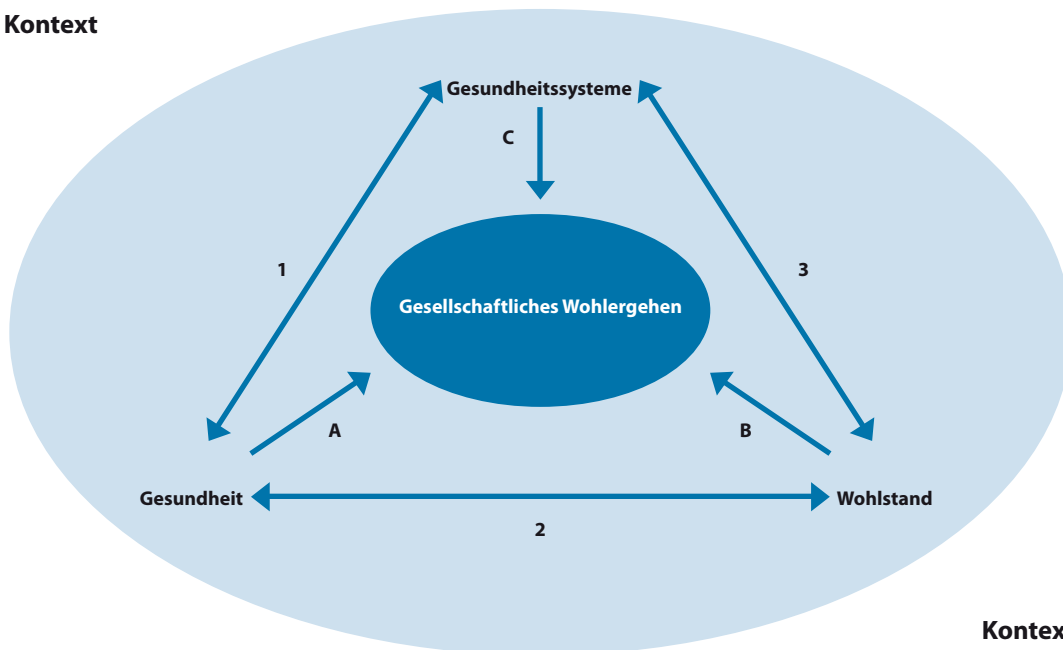 Kontext
Gesundheitssysteme
C
1
3
Gesellschaftliches Wohlergehen
A
B
Gesundheit
Wohlstand
2
Kontex